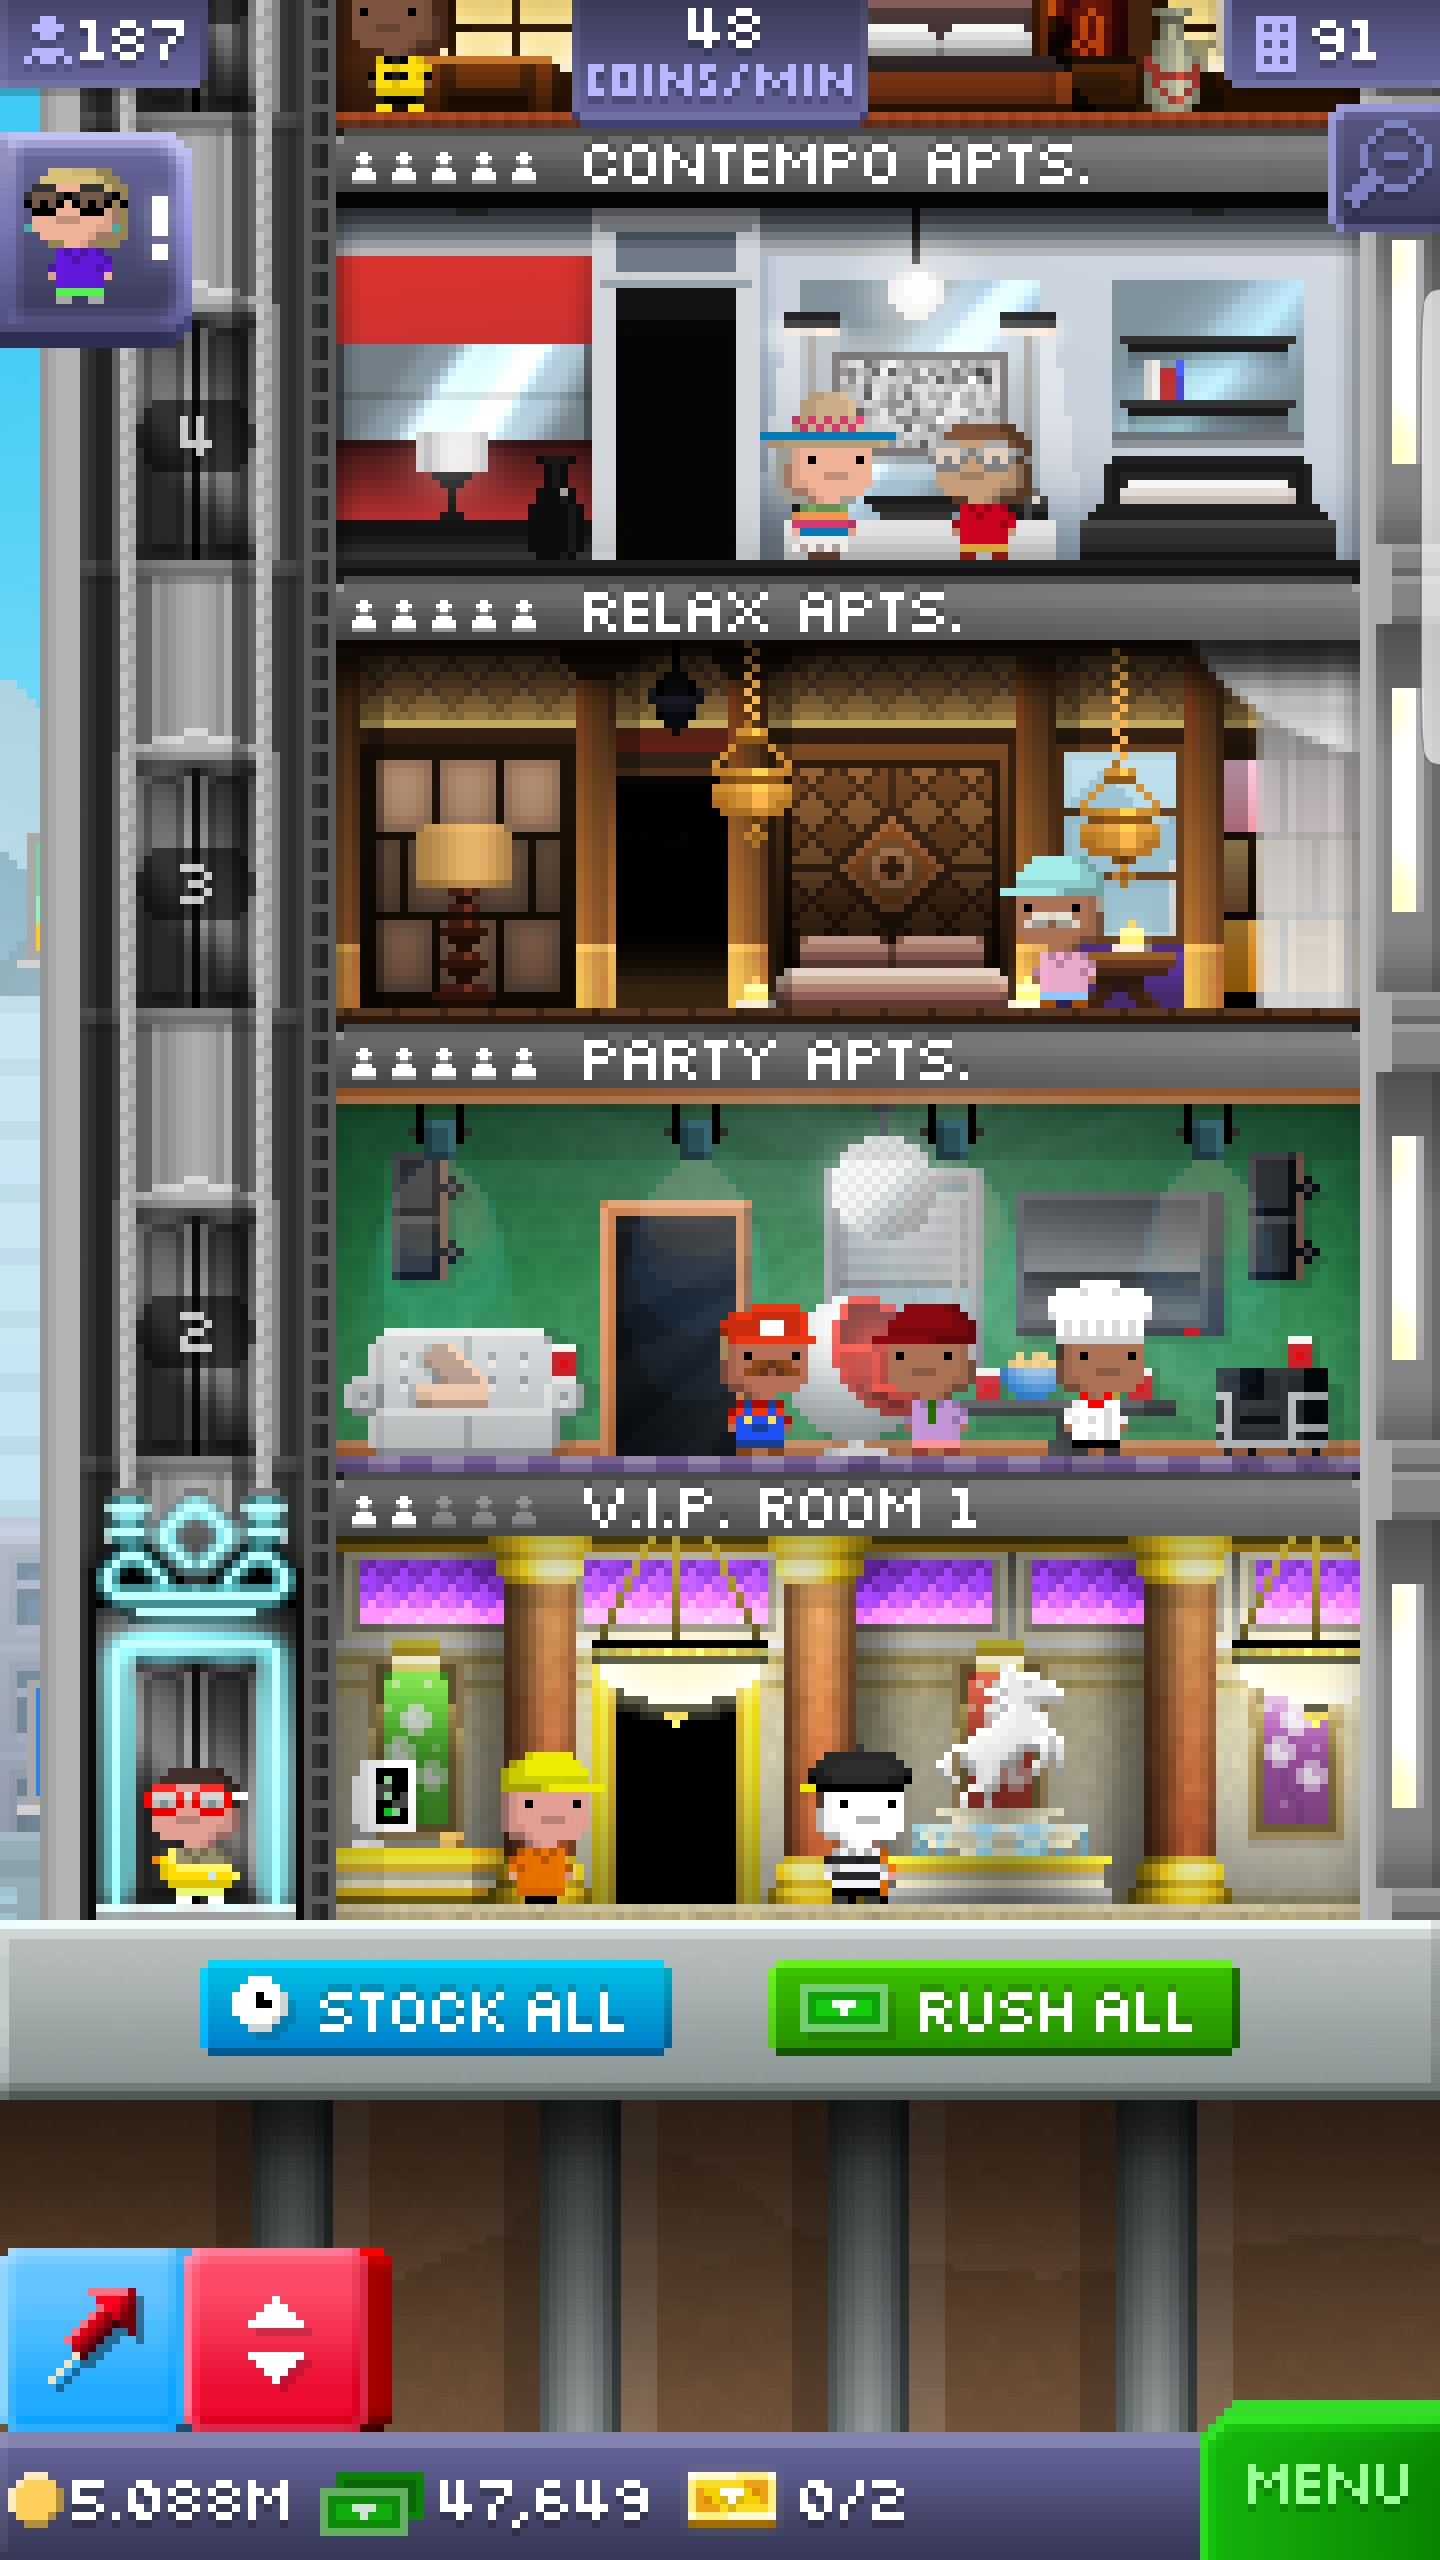 187
48
COINS/MIN
91
!
CONTEMPO APTS.
4
RELAX APTS.
3
PARTY APTS.
2
V.I.P. ROOM 1
STOCK ALL
RUSH ALL
5.088M
47,649
0/2
MENU